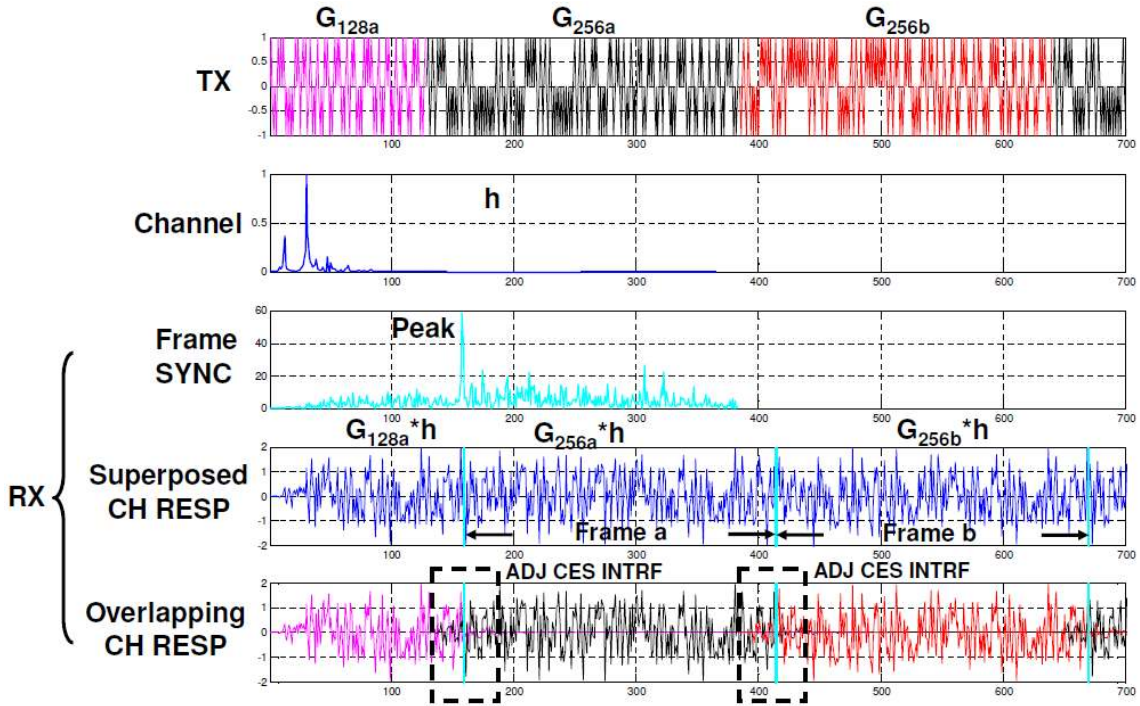 G128a G256a G256b
TX
1
0.5
0
-0.5
-1
100 200 300 400 500 600 700
Channel
h
1
0.5
0
100 200 300 400 500 600 700
Frame
SYNC
Peak
60
40
20
0
100 200 300 400 500 600 700
RX
G128a*h G256a*h G256b*h
Superposed
CH RESP
2
1
0
-1
-2
Frame a Frame b
100 200 300 400 500 600 700
ADJ CES INTRF ADJ CES INTRF
Overlapping
CH RESP
2
1
0
-1
-2
100 200 300 400 500 600 700